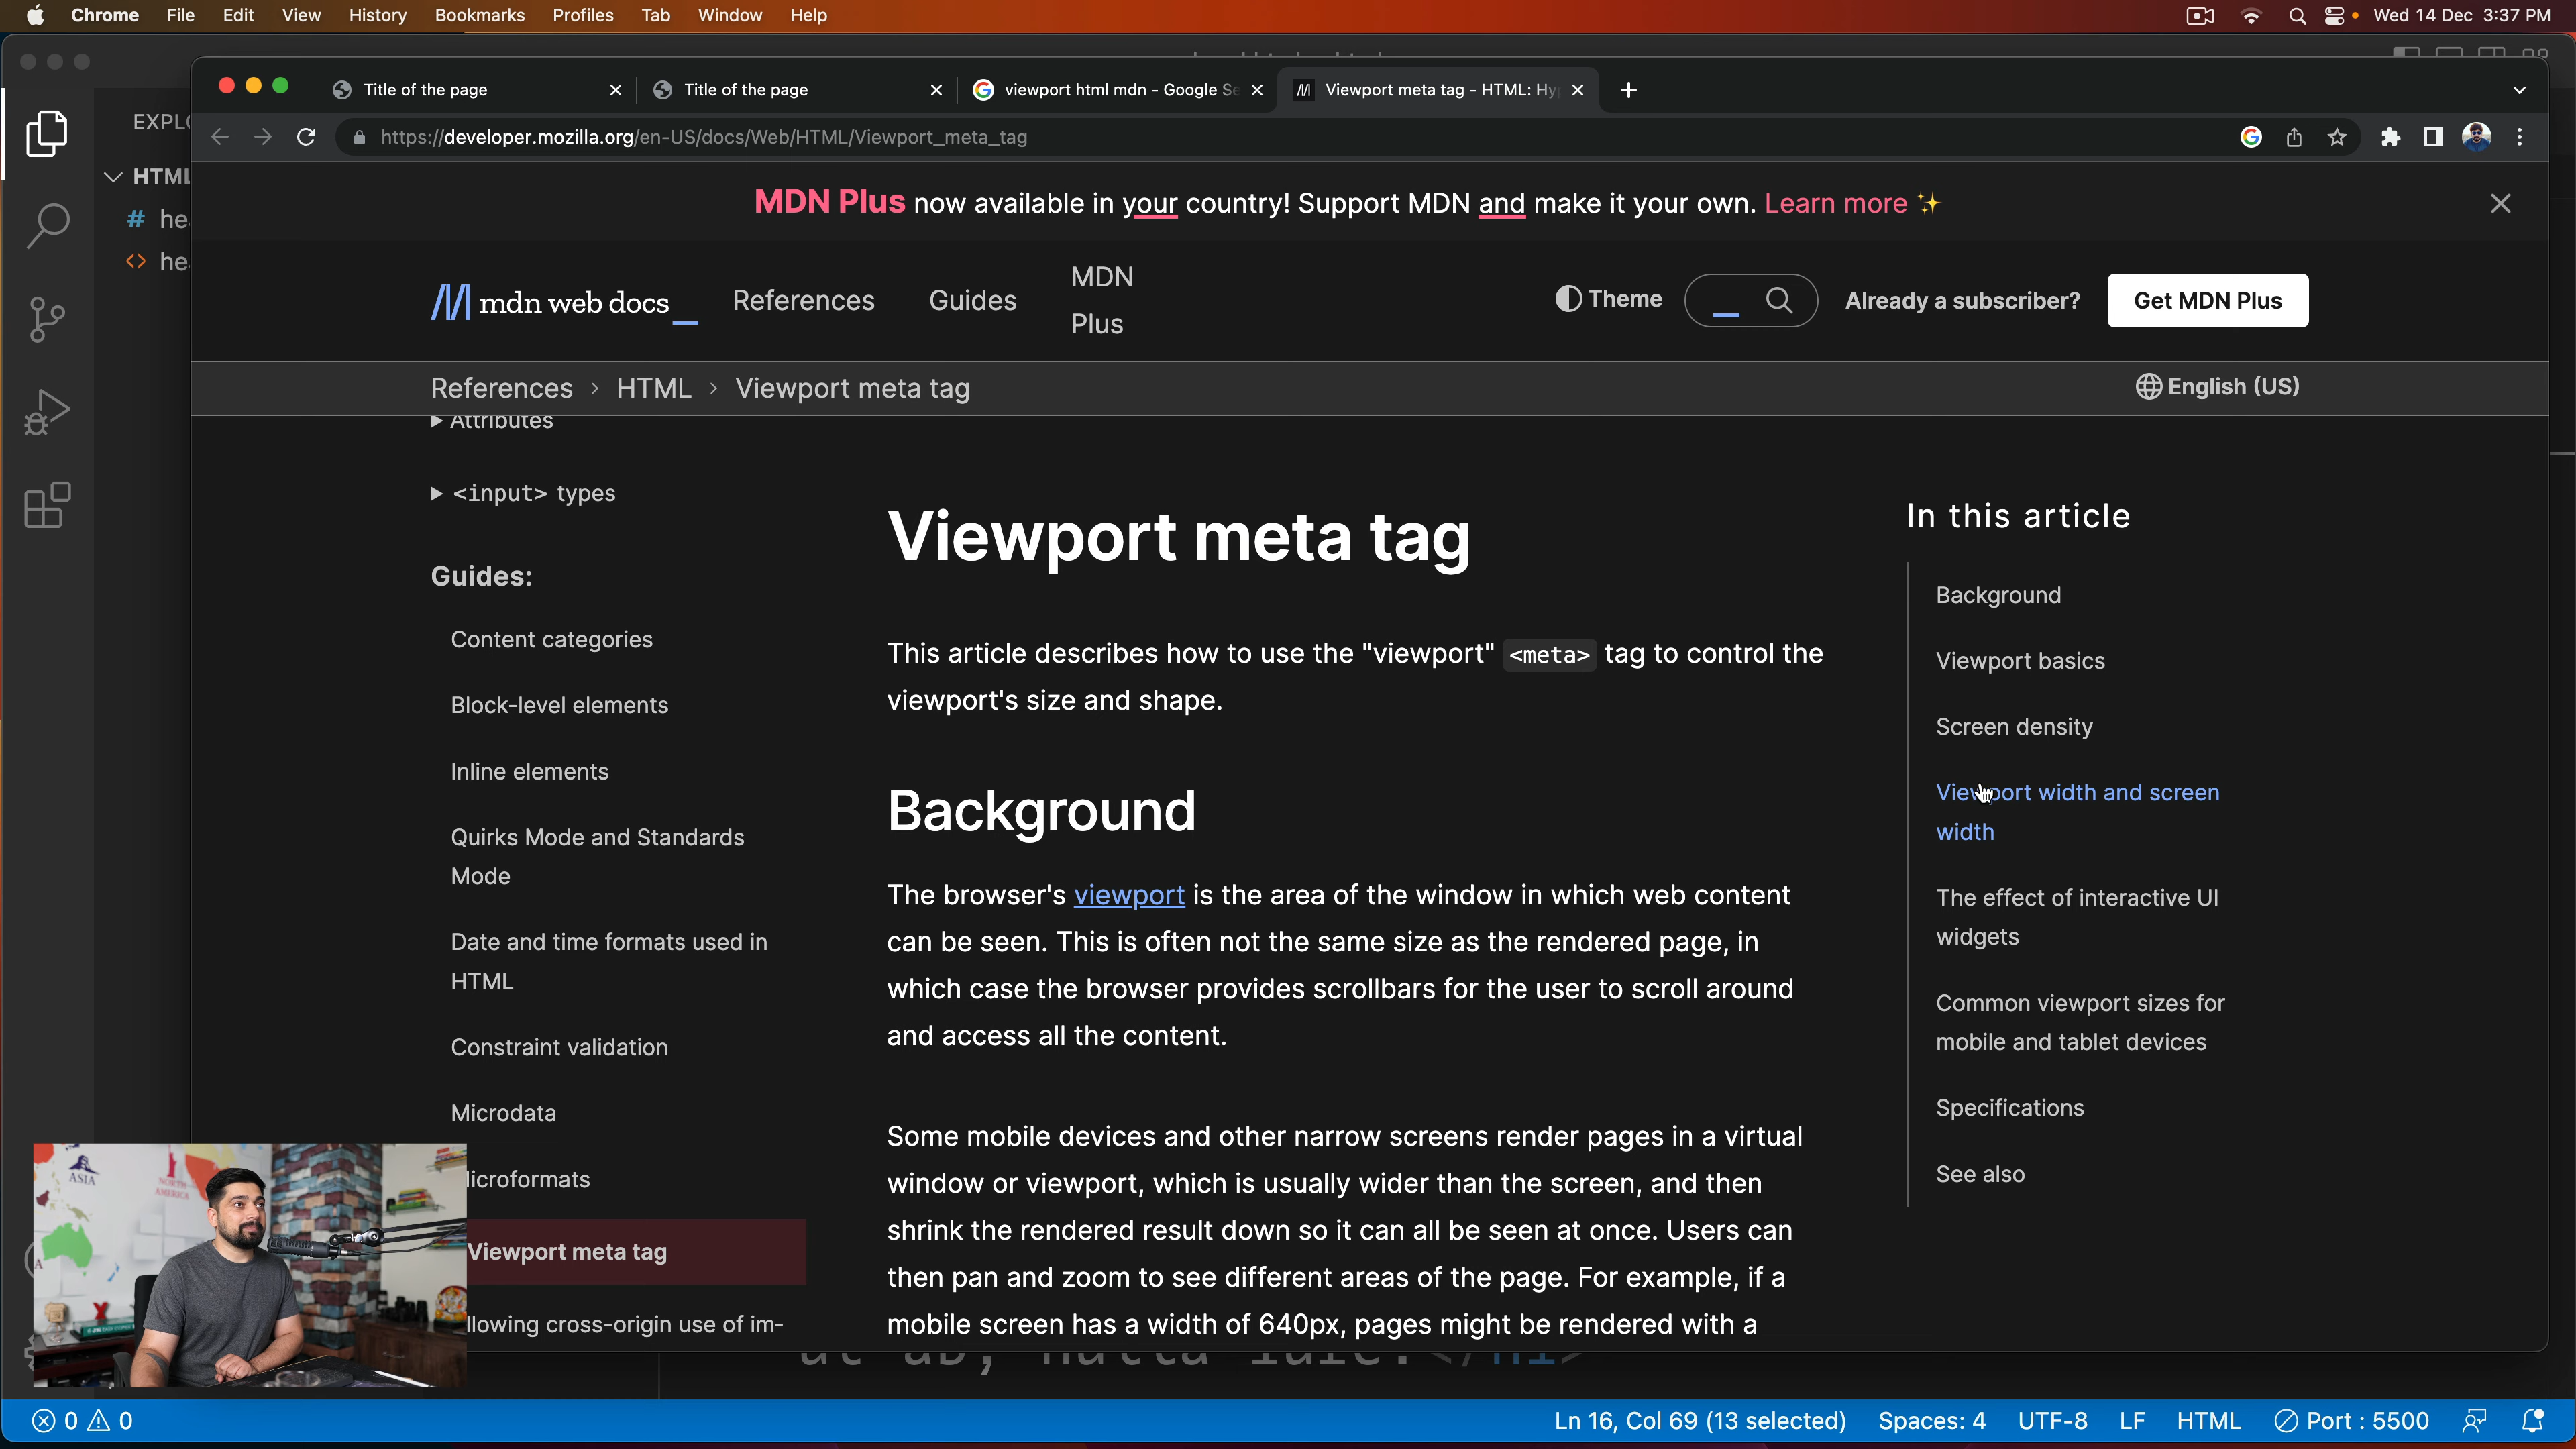 Chrome File Edit View History Bookmarks Profiles Tab Window Help
Wed 14 Dec 3:37 PM
Title of the page
Title of the page
viewport html mdn - Google Se
Viewport meta tag - HTML: Hy
https://developer.mozilla.org/en-US/docs/Web/HTML/Viewport_meta_tag
EXPLO
HTML
# he
<> he
MDN Plus now available in your country! Support MDN and make it your own. Learn more ✨
mdn web docs_
References
Guides
MDN
Plus
Theme
Already a subscriber?
Get MDN Plus
References > HTML > Viewport meta tag
English (US)
Attributes
<input> types
Guides:
Content categories
Block-level elements
Inline elements
Quirks Mode and Standards
Mode
Date and time formats used in
HTML
Constraint validation
Microdata
icroformats
Viewport meta tag
llowing cross-origin use of im-
Viewport meta tag
This article describes how to use the "viewport" <meta> tag to control the
viewport's size and shape.
Background
The browser's viewport is the area of the window in which web content
can be seen. This is often not the same size as the rendered page, in
which case the browser provides scrollbars for the user to scroll around
and access all the content.
Some mobile devices and other narrow screens render pages in a virtual
window or viewport, which is usually wider than the screen, and then
shrink the rendered result down so it can all be seen at once. Users can
then pan and zoom to see different areas of the page. For example, if a
mobile screen has a width of 640px, pages might be rendered with a
In this article
Background
Viewport basics
Screen density
Viewport width and screen
width
The effect of interactive UI
widgets
Common viewport sizes for
mobile and tablet devices
Specifications
See also
ASIA
NORTH
AMERICA
0 0
Ln 16, Col 69 (13 selected) Spaces: 4 UTF-8 LF HTML Port : 5500